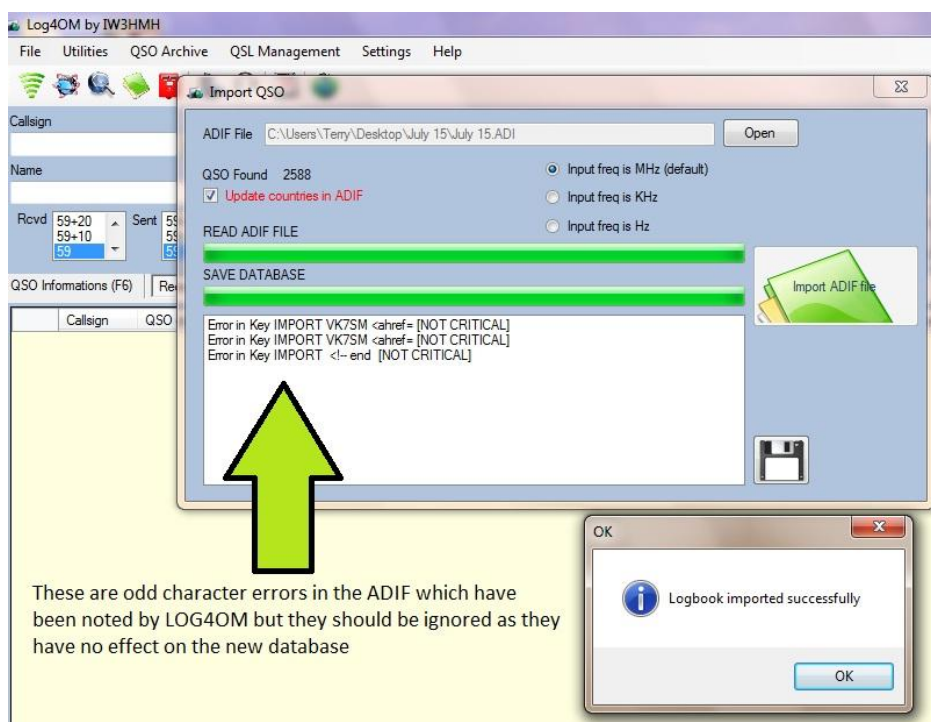 Log4OM by IW3HMH
File Utilities QSO Archive QSL Management Settings Help
Import QSO
Callsign
ADIF File C:\Users\Terry\Desktop\July 15\July 15.ADI Open
Name
QSO Found 2588
Input freq is MHz (default)
Update countries in ADIF
Input freq is KHz
Rcvd 59+20 Sent 59
59+10 59
59 59
READ ADIF FILE
Input freq is Hz
SAVE DATABASE
QSO Informations (F6) Re
Import ADIF file
Callsign QSO
Error in Key IMPORT VK7SM <ahref= [NOT CRITICAL]
Error in Key IMPORT VK7SM <ahref= [NOT CRITICAL]
Error in Key IMPORT <!-- end [NOT CRITICAL]
These are odd character errors in the ADIF which have
been noted by LOG4OM but they should be ignored as they
have no effect on the new database
OK
Logbook imported successfully
OK